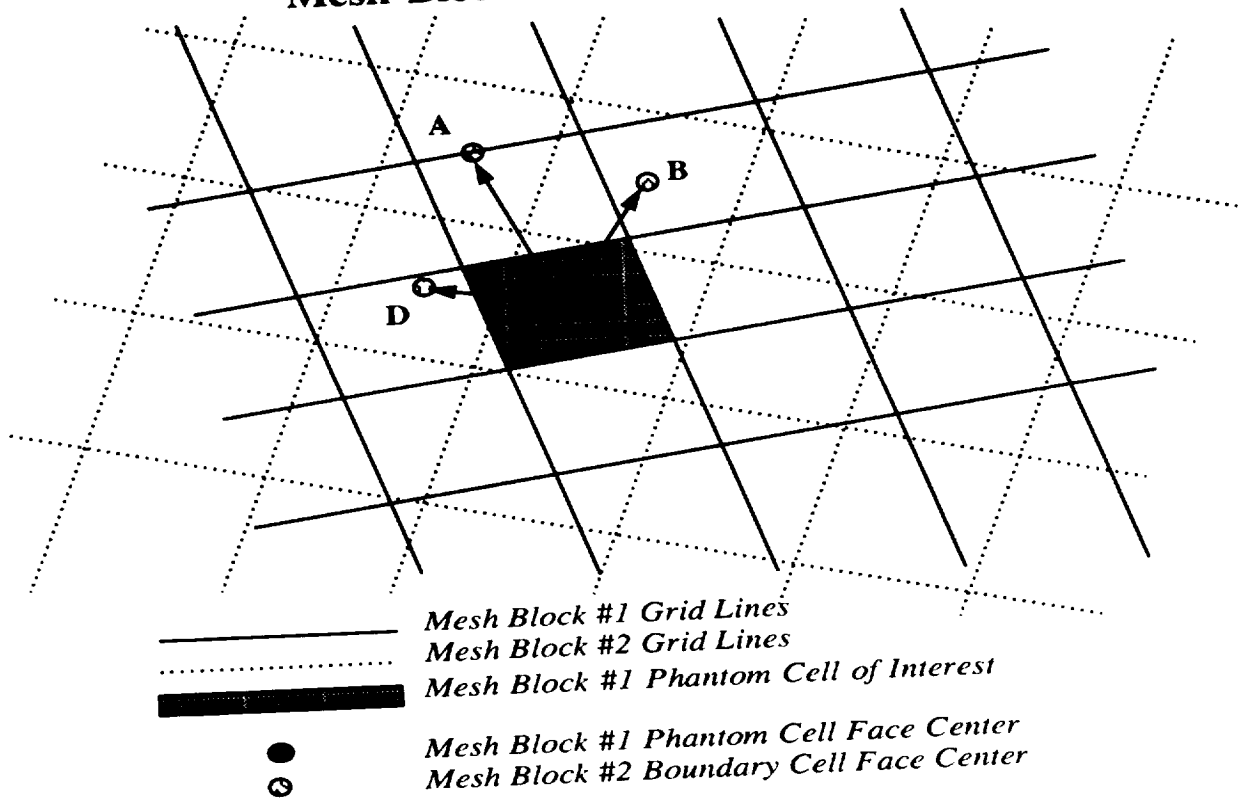 A
B
D
Mesh Block #1 Grid Lines
Mesh Block #2 Grid Lines
Mesh Block #1 Phantom Cell of Interest
Mesh Block #1 Phantom Cell Face Center
Mesh Block #2 Boundary Cell Face Center